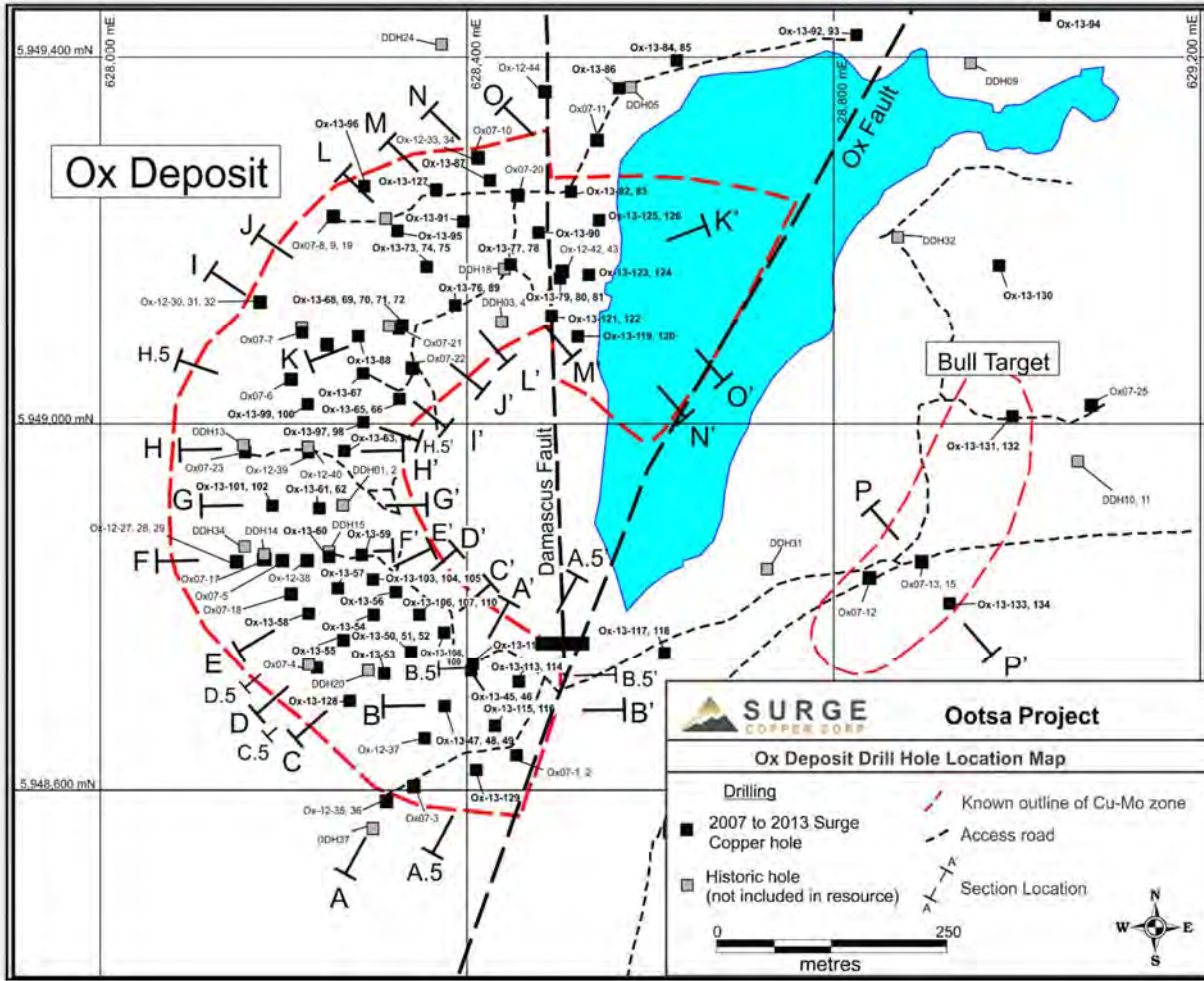 Ox Deposit
5,949,400 mN
628,000 mE
628,400 mE
28,800 mE
629,200 mE
DDH24
Ox-13-92, 93
Ox-13-94
Ox-13-84, 85
Ox-12-44
Ox-13-86
DDH05
DDH09
Ox07-11
Ox Fault
N
O
M
L
Ox-13-96
Ox-12-33, 34
Ox07-10
Ox-13-87
Ox07-20
Ox-13-127
Ox-13-82, 83
Ox-13-125, 126
K'
Ox-13-91
Ox-13-90
Ox-13-95
Ox07-8, 9, 19
DDH32
J
Ox-13-73, 74, 75
Ox-13-77, 78
Ox-12-42, 43
DDH18
Ox-13-123, 124
I
Ox-13-76, 89
Ox-13-130
Ox-12-30, 31, 32
Ox-13-68, 69, 70, 71, 72
DDH03, 4
Ox-13-79, 80, 81
Ox-13-121, 122
Ox07-7
Ox07-21
Ox-13-119, 120
K
Ox-13-88
Ox07-22
L'
M
Bull Target
H.5
Ox07-6
Ox-13-67
J'
O'
Ox-13-99, 100
Ox-13-65, 66
Ox07-25
5,949,000 mN
Ox-13-97, 98
N'
I'
H.5'
Ox-13-131, 132
DDH13
Ox-13-63,
H
H'
Ox07-23
Ox-12-39
Ox-12-40
DDH01, 2
DDH10, 11
Ox-13-101, 102
Ox-13-61, 62
Damascus Fault
G
G'
P
Ox-12-27, 28, 29
DDH34
DDH14
Ox-13-60
DDH15
Ox-13-59
E'
D'
F
F'
A.5
DDH31
Ox07-17
Ox-12-38
Ox-13-57
Ox-13-103, 104, 105
C'
Ox07-13, 15
Ox07-5
Ox07-12
Ox07-18
Ox-13-56
Ox-13-106, 107, 110
A'
Ox-13-133, 134
Ox-13-58
Ox-13-54
Ox-13-50, 51, 52
Ox-13-108,
109
Ox-13-11
Ox-13-117, 118
E
Ox-13-55
Ox07-4
Ox-13-53
B.5
Ox-13-113, 114
B.5'
P'
D.5
DDH20
Ox-13-45, 46
D
Ox-13-128
B
Ox-13-115, 116
B'
C.5
C
Ox-13-47, 48, 49
Ox-12-37
Ox07-1, 2
5,948,600 mN
Ox-13-129
Ox-12-35, 36
Ox07-3
DDH37
A
A.5
SURGE
COPPER CORP
Ootsa Project
Ox Deposit Drill Hole Location Map
Drilling
2007 to 2013 Surge
Copper hole
Historic hole
(not included in resource)
Known outline of Cu-Mo zone
Access road
A'
A
Section Location
0
250
metres
N
W
E
S